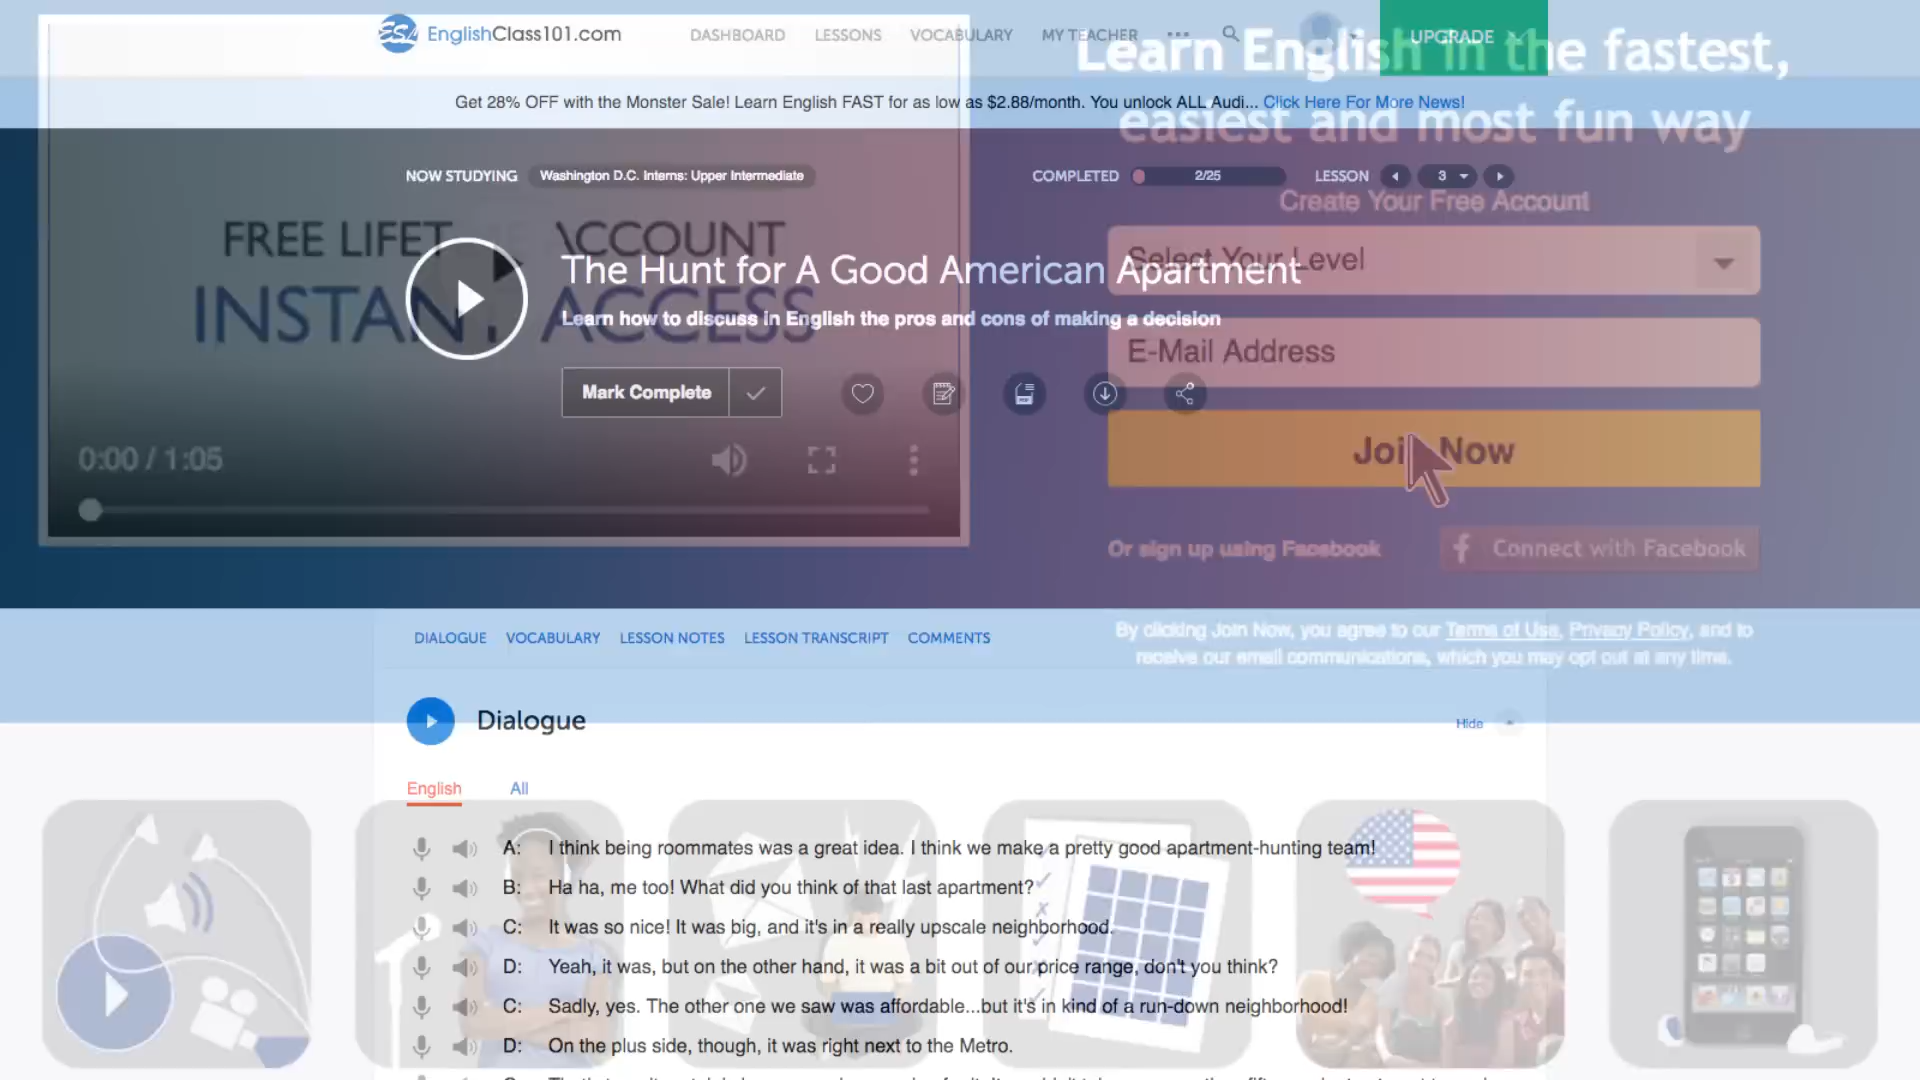 EnglishClass101.com
DASHBOARD LESSONS VOCABULARY MY TEACHER UPGRADE
Learn English in the fastest,
easiest and most fun way
Get 28% OFF with the Monster Sale! Learn English FAST for as low as $2.88/month. You unlock ALL Audi... Click Here For More News!
NOW STUDYING Washington D.C. Interns: Upper Intermediate COMPLETED 2/25 LESSON 3
Create Your Free Account
FREE ACCOUNT
ACCESS
Select Your Level
The Hunt for A Good American Apartment
Learn how to discuss in English the pros and cons of making a decision
E-Mail Address
Mark Complete
Join Now
0:00 / 1:05
Or sign up using Facebook Connect with Facebook
By clicking Join Now, you agree to our Terms of Use, Privacy Policy, and to
receive our email communications, which you may opt out at any time.
DIALOGUE VOCABULARY LESSON NOTES LESSON TRANSCRIPT COMMENTS
Dialogue
Hide
English All
A: I think being roommates was a great idea. I think we make a pretty good apartment-hunting team!
B: Ha ha, me too! What did you think of that last apartment?
C: It was so nice! It was big, and it's in a really upscale neighborhood.
D: Yeah, it was, but on the other hand, it was a bit out of our price range, don't you think?
C: Sadly, yes. The other one we saw was affordable...but it's in kind of a run-down neighborhood!
D: On the plus side, though, it was right next to the Metro.